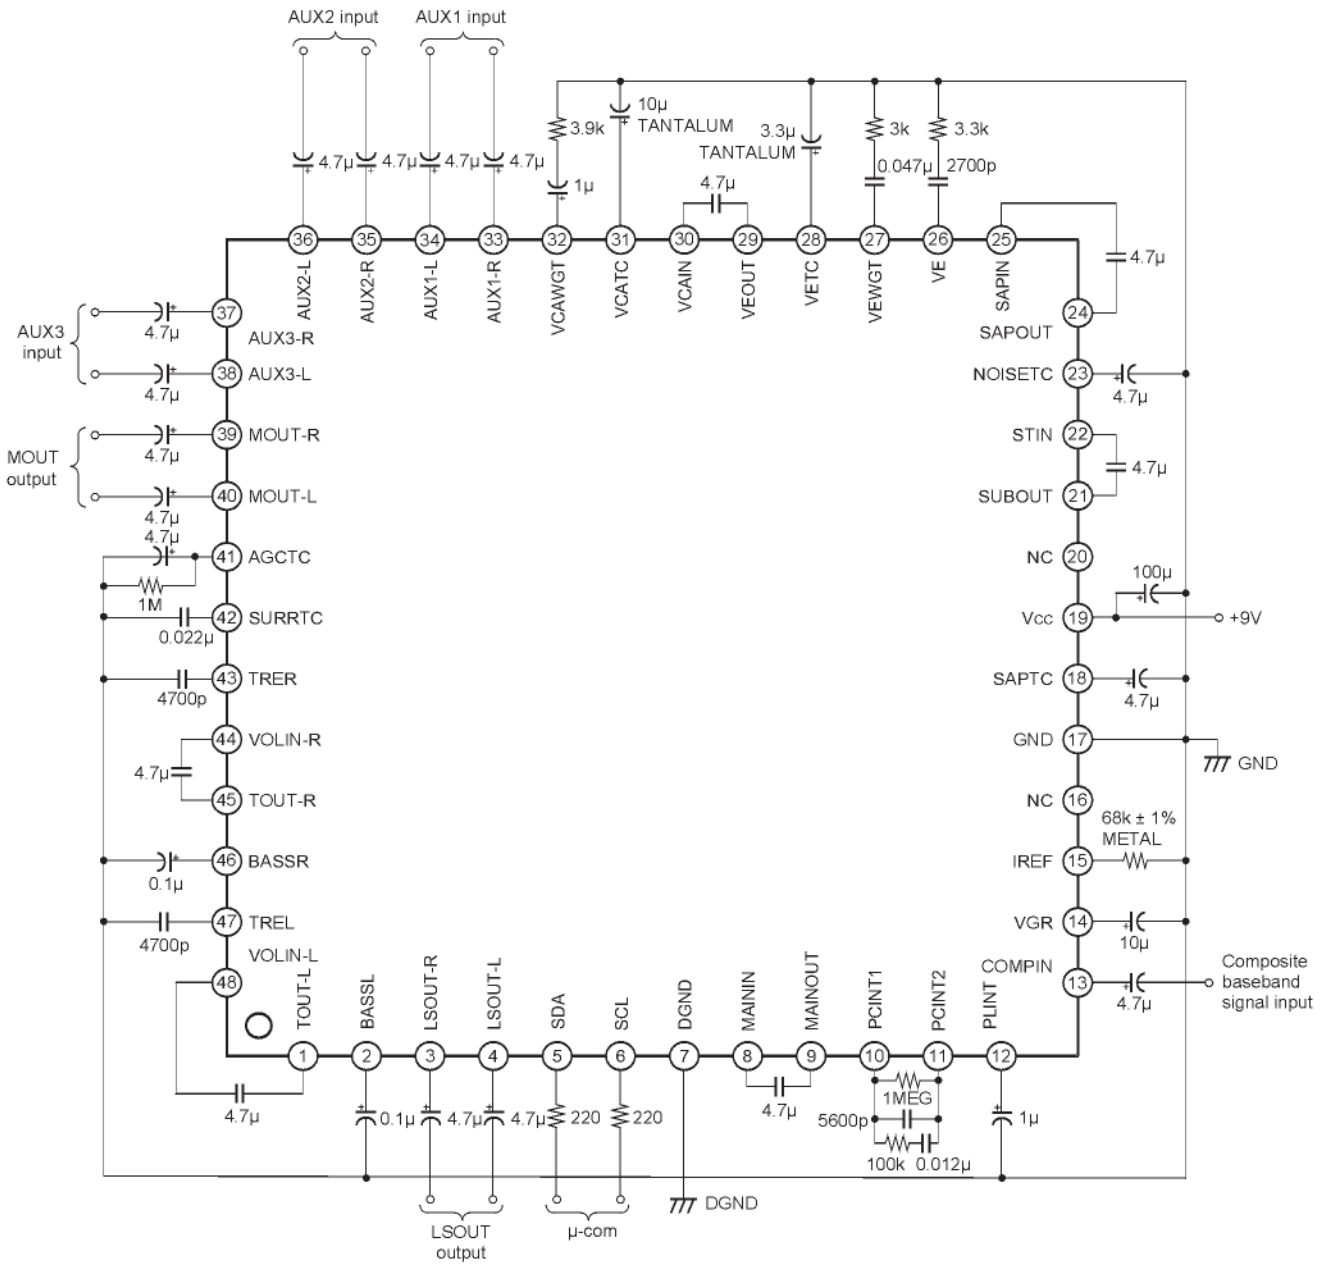 AUX2 input
AUX1 input
4.7μ
4.7μ
4.7μ
4.7μ
3.9k
1μ
10μ
TANTALUM
4.7μ
3.3μ
TANTALUM
3k
0.047μ
3.3k
2700p
36
35
34
33
32
31
30
29
28
27
26
25
AUX2-L
AUX2-R
AUX1-L
AUX1-R
VCAWGT
VCATC
VCAIN
VEOUT
VETC
VEWGT
VE
SAPIN
4.7μ
24
SAPOUT
23
NOISETC
4.7μ
22
STIN
4.7μ
21
SUBOUT
20
NC
100μ
19
Vcc
+9V
18
SAPTC
4.7μ
17
GND
GND
16
NC
68k ± 1%
METAL
15
IREF
14
VGR
10μ
13
COMPIN
4.7μ
Composite
baseband
signal input
AUX3
input
4.7μ
37
AUX3-R
4.7μ
38
AUX3-L
MOUT
output
4.7μ
39
MOUT-R
4.7μ
40
MOUT-L
4.7μ
41
AGCTC
1M
42
SURRTC
0.022μ
43
TRER
4700p
44
VOLIN-R
4.7μ
45
TOUT-R
46
BASSR
0.1μ
47
TREL
4700p
VOLIN-L
48
TOUT-L
BASSL
LSOUT-R
LSOUT-L
SDA
SCL
DGND
MAININ
MAINOUT
PCINT1
PCINT2
PLINT
1
2
3
4
5
6
7
8
9
10
11
12
4.7μ
0.1μ
4.7μ
4.7μ
220
220
4.7μ
1MEG
5600p
100k
0.012μ
1μ
LSOUT
output
μ-com
DGND